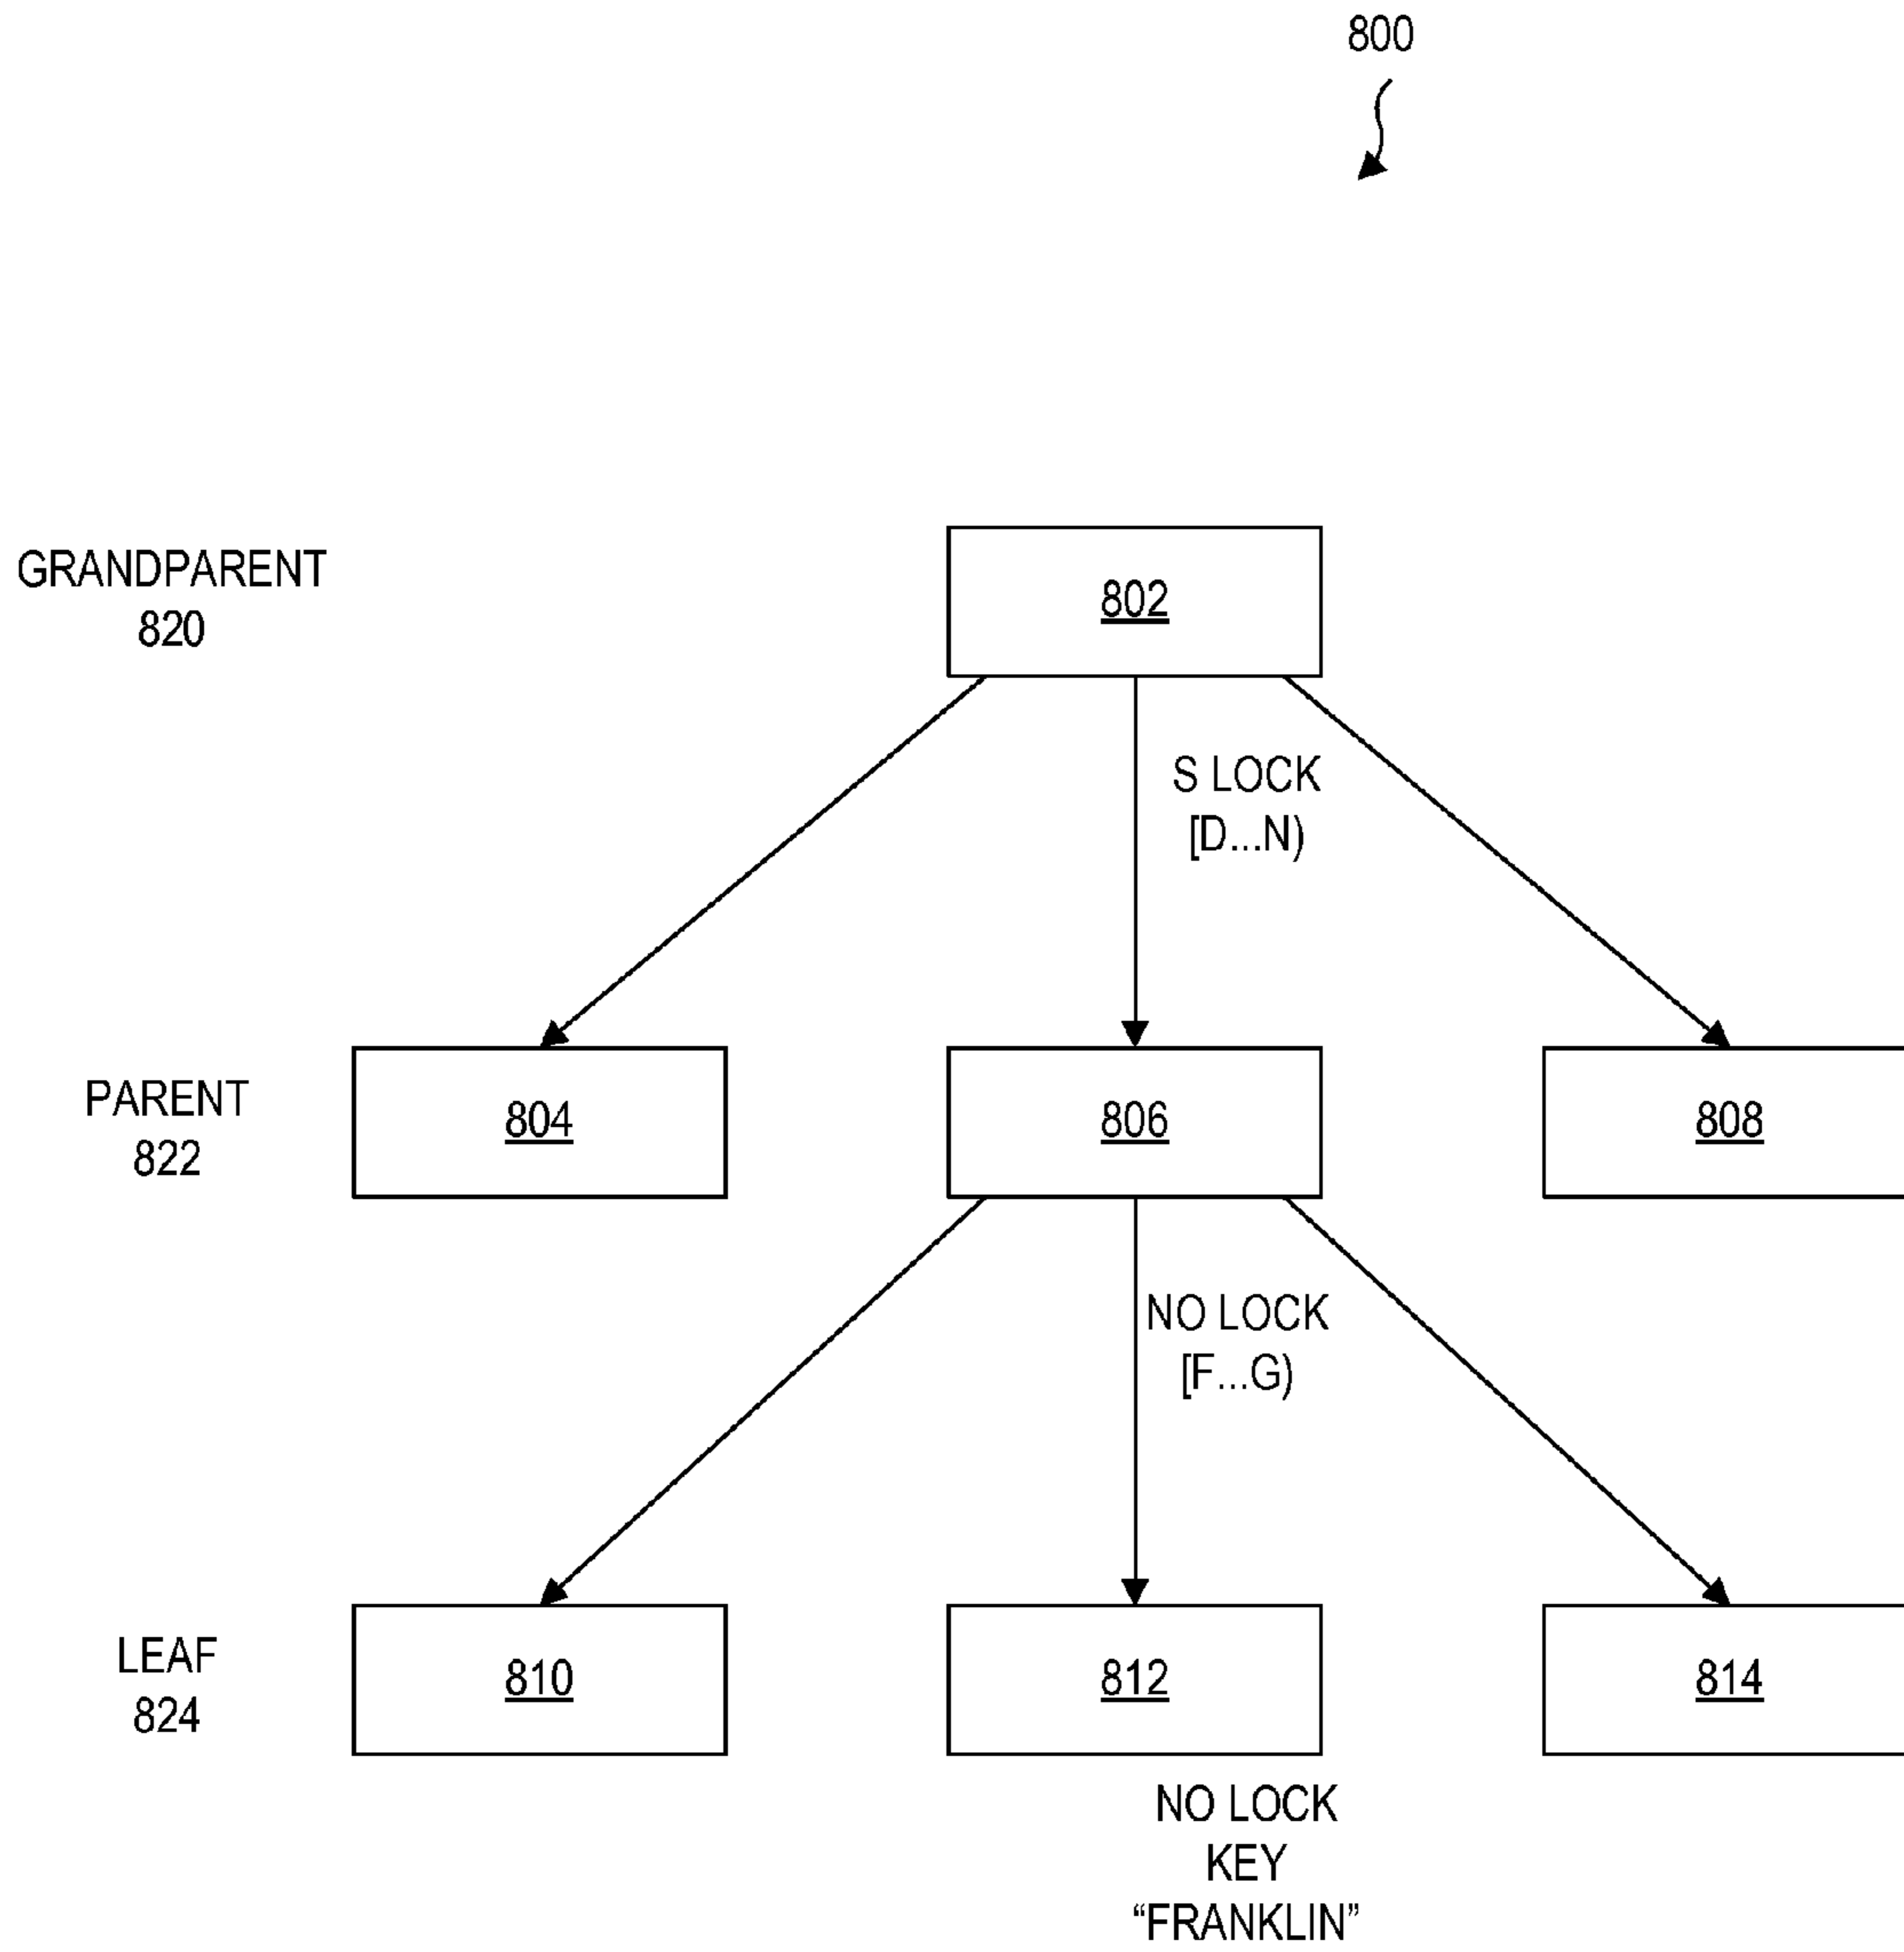 800
GRANDPARENT
820
802
S LOCK
[D...N)
PARENT
822
804
806
808
NO LOCK
[F...G)
LEAF
824
810
812
814
NO LOCK
KEY
“FRANKLIN”